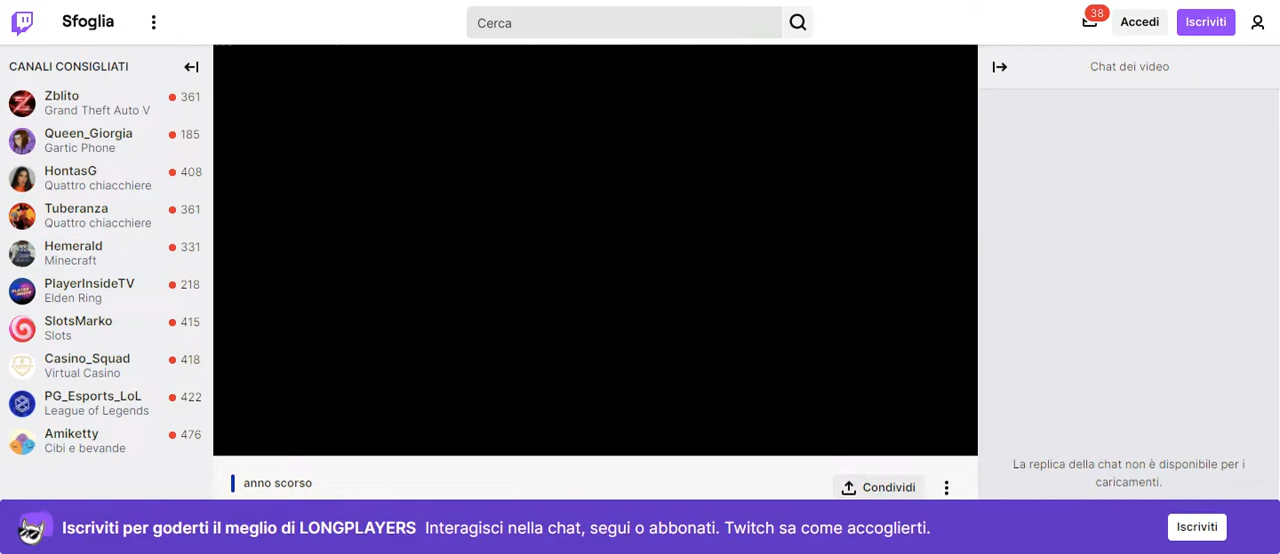 Sfoglia
Cerca
38
Accedi
Iscriviti
CANALI CONSIGLIATI
Zblito
361
Grand Theft Auto V
Queen_Giorgia
185
Gartic Phone
HontasG
408
Quattro chiacchiere
Tuberanza
361
Quattro chiacchiere
Hemerald
331
Minecraft
PlayerInsideTV
218
Elden Ring
SlotsMarko
415
Slots
Casino_Squad
418
Virtual Casino
PG_Esports_LoL
422
League of Legends
Amiketty
476
Cibi e bevande
anno scorso
Condividi
Chat dei video
La replica della chat non è disponibile per i
caricamenti.
Iscriviti per goderti il meglio di LONGPLAYERS Interagisci nella chat, segui o abbonati. Twitch sa come accoglierti.
Iscriviti